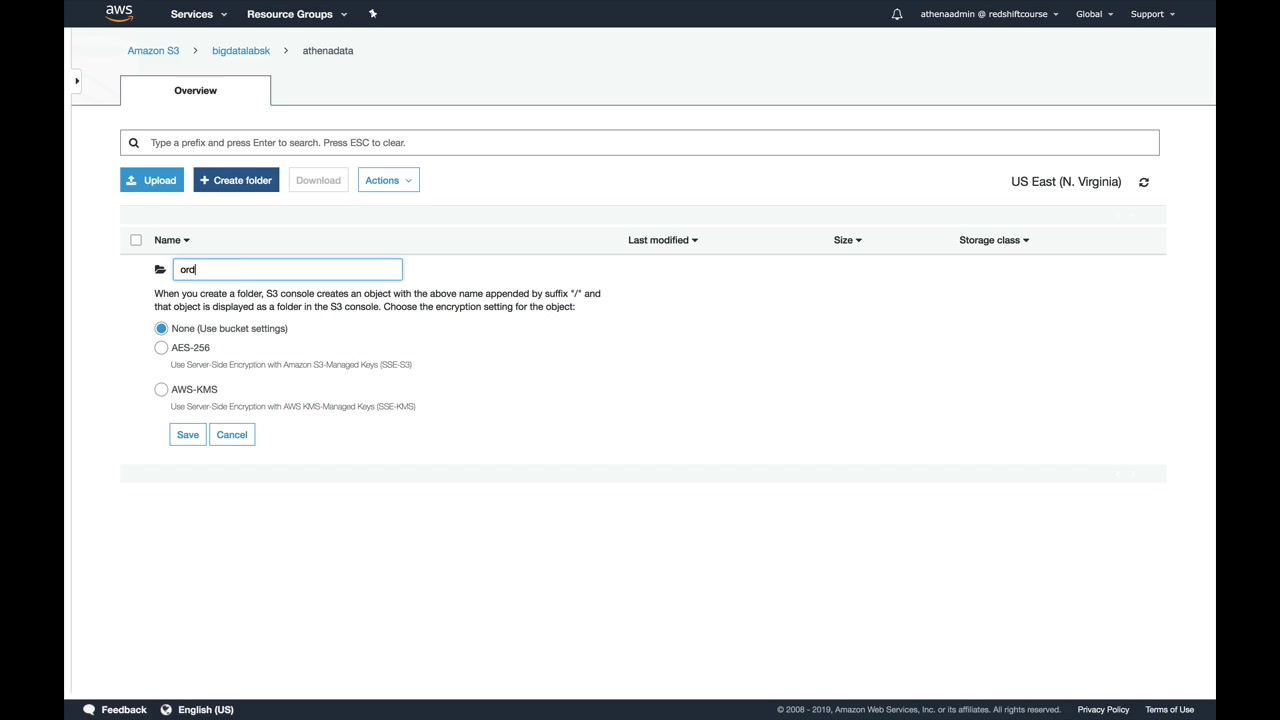 aws Services Resource Groups athenaadmin @ redshiftcourse Global Support
Amazon S3 > bigdatalabsk > athenadata
Overview
Type a prefix and press Enter to search. Press ESC to clear.
Upload + Create folder Download Actions US East (N. Virginia)
Name Last modified Size Storage class
ord
When you create a folder, S3 console creates an object with the above name appended by suffix "/" and
that object is displayed as a folder in the S3 console. Choose the encryption setting for the object:
None (Use bucket settings)
AES-256
Use Server-Side Encryption with Amazon S3-Managed Keys (SSE-S3)
AWS-KMS
Use Server-Side Encryption with AWS KMS-Managed Keys (SSE-KMS)
Save Cancel
Feedback English (US) © 2008 - 2019, Amazon Web Services, Inc. or its affiliates. All rights reserved. Privacy Policy Terms of Use